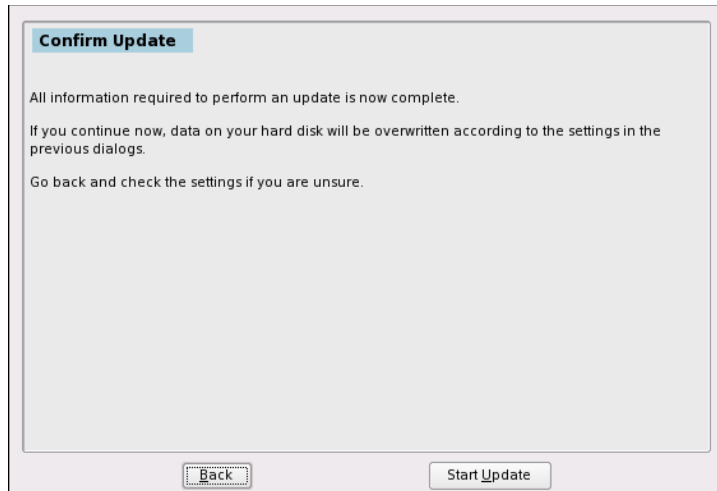 Confirm Update
All information required to perform an update is now complete.
If you continue now, data on your hard disk will be overwritten according to the settings in the
previous dialogs.
Go back and check the settings if you are unsure.
Back
Start Update